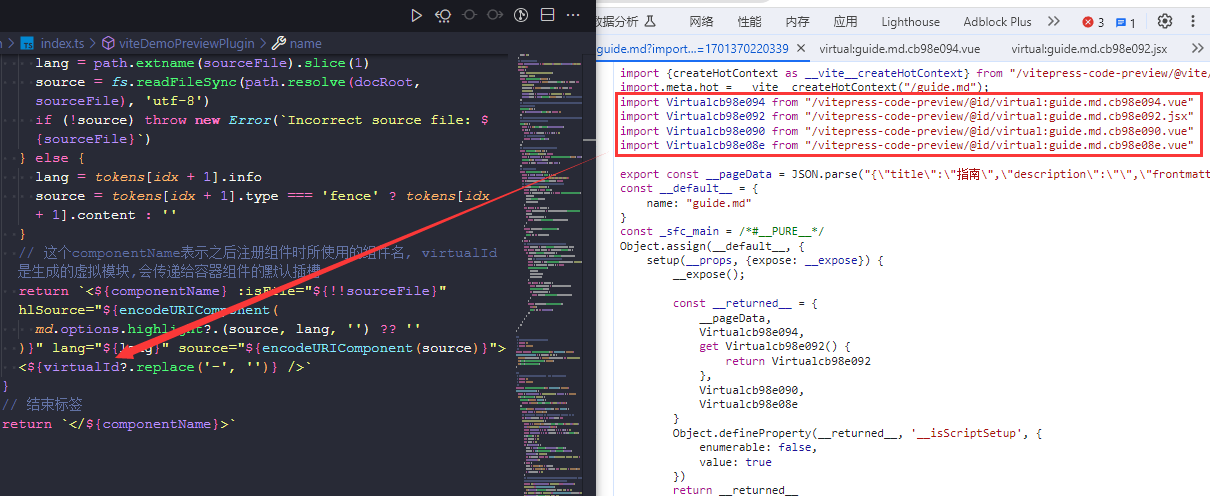 index.ts > viteDemoPreviewPlugin > name
lang = path.extname(sourceFile).slice(1)
source = fs.readFileSync(path.resolve(docRoot,
sourceFile), 'utf-8')
if (!source) throw new Error(`Incorrect source file: $
{sourceFile}`)
} else {
lang = tokens[idx + 1].info
source = tokens[idx + 1].type === 'fence' ? tokens[idx
+ 1].content : ''
}
// 这个componentName表示之后注册组件时所使用的组件名, virtualId
是生成的虚拟模块,会传递给容器组件的默认插槽
return `<${componentName} :isFile="${!!sourceFile}"
hlSource="${encodeURIComponent(
md.options.highlight?.(source, lang, '') ?? ''
)}" lang="${lang}" source="${encodeURIComponent(source)}">
<${virtualId?.replace('-', '')} />`
}
// 结束标签
return `</${componentName}>`
数据分析 网络 性能 内存 应用 Lighthouse Adblock Plus 3 1
guide.md?import...=1701370220339 virtual:guide.md.cb98e094.vue virtual:guide.md.cb98e092.jsx
import {createHotContext as __vite__createHotContext} from "/vitepress-code-preview/@vite/
import.meta.hot = __vite__createHotContext("/guide.md");
import Virtualcb98e094 from "/vitepress-code-preview/@id/virtual:guide.md.cb98e094.vue"
import Virtualcb98e092 from "/vitepress-code-preview/@id/virtual:guide.md.cb98e092.jsx"
import Virtualcb98e090 from "/vitepress-code-preview/@id/virtual:guide.md.cb98e090.vue"
import Virtualcb98e08e from "/vitepress-code-preview/@id/virtual:guide.md.cb98e08e.vue"
export const __pageData = JSON.parse("{\"title\":\"指南\",\"description\":\"\",\"frontmatt
const __default__ = {
name: "guide.md"
}
const _sfc_main = /*#__PURE__*/
Object.assign(__default__, {
setup(__props, {expose: __expose}) {
__expose();
const __returned__ = {
__pageData,
Virtualcb98e094,
get Virtualcb98e092() {
return Virtualcb98e092
},
Virtualcb98e090,
Virtualcb98e08e
}
Object.defineProperty(__returned__, '__isScriptSetup', {
enumerable: false,
value: true
})
return __returned__